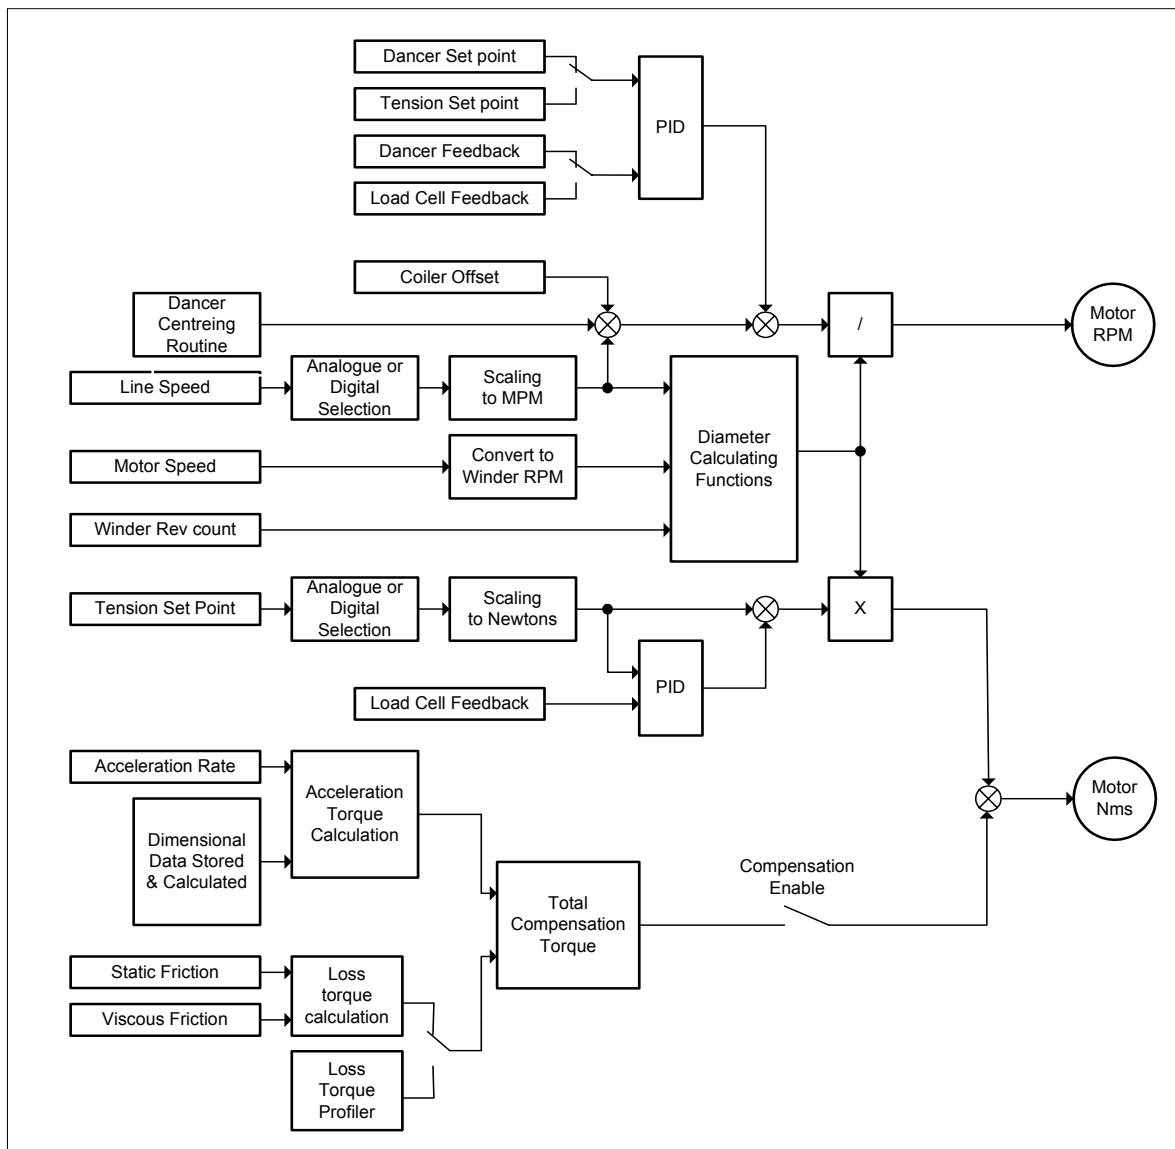 Dancer Set point
Tension Set point
PID
Dancer Feedback
Load Cell Feedback
Coiler Offset
Dancer
Centreing
Routine
/
Motor
RPM
Line Speed
Analogue or
Digital
Selection
Scaling
to MPM
Diameter
Calculating
Functions
Motor Speed
Convert to
Winder RPM
Winder Rev count
Tension Set Point
Analogue or
Digital
Selection
Scaling
to Newtons
X
PID
Load Cell Feedback
Acceleration Rate
Acceleration
Torque
Calculation
Motor
Nms
Dimensional
Data Stored
& Calculated
Total
Compensation
Torque
Compensation
Enable
Static Friction
Viscous Friction
Loss
torque
calculation
Loss
Torque
Profiler